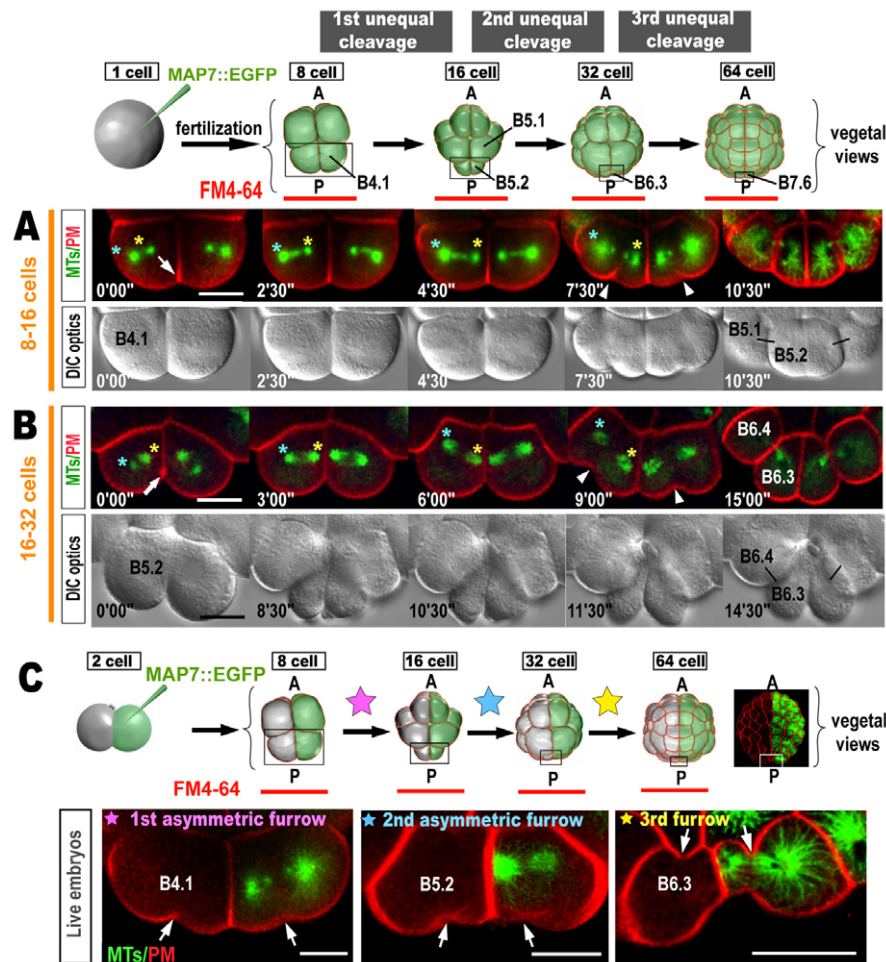 1st unequal cleavage
2nd unequal clevage
3rd unequal cleavage
1 cell
MAP7::EGFP
8 cell
16 cell
32 cell
64 cell
A
A
A
A
fertilization
B5.1
vegetal views
B4.1
B5.2
B6.3
B7.6
P
P
P
P
FM4-64
A
8-16 cells
MTs/PM
*
*
*
*
*
*
*
*
0'00"
2'30"
4'30"
7'30"
10'30"
DIC optics
B4.1
B5.1
B5.2
0'00"
2'30"
4'30
7'30"
10'30"
B
16-32 cells
MTs/PM
*
*
*
*
*
*
*
*
B6.4
B6.3
0'00"
3'00"
6'00"
9'00"
15'00"
DIC optics
B5.2
B6.4
B6.3
0'00"
8'30"
10'30"
11'30"
14'30"
C
2 cell
MAP7::EGFP
8 cell
16 cell
32 cell
64 cell
A
A
A
A
A
vegetal views
P
P
P
P
P
FM4-64
Live embryos
1st asymmetric furrow
2nd asymmetric furrow
3rd furrow
B4.1
B5.2
B6.3
MTs/PM